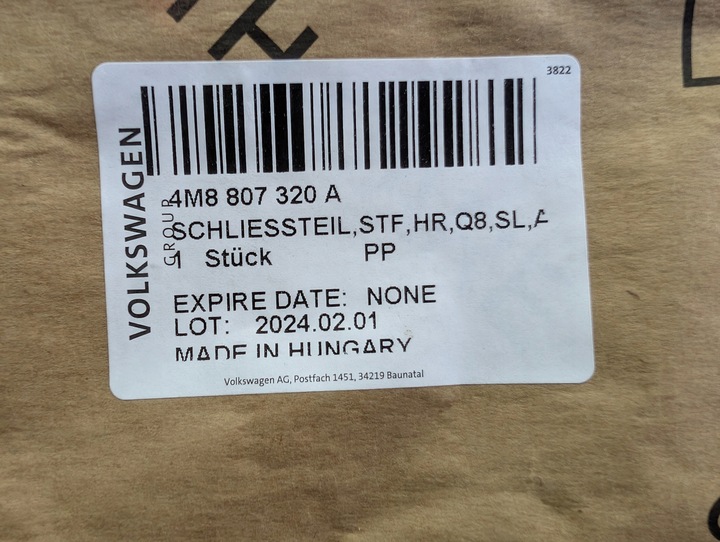 3822
VOLKSWAGEN
GROUP
4M8 807 320 A
SCHLIESSTEIL,STF,HR,Q8,SL,A
1 Stück PP
EXPIRE DATE: NONE
LOT: 2024.02.01
MADE IN HUNGARY
Volkswagen AG, Postfach 1451, 34219 Baunatal